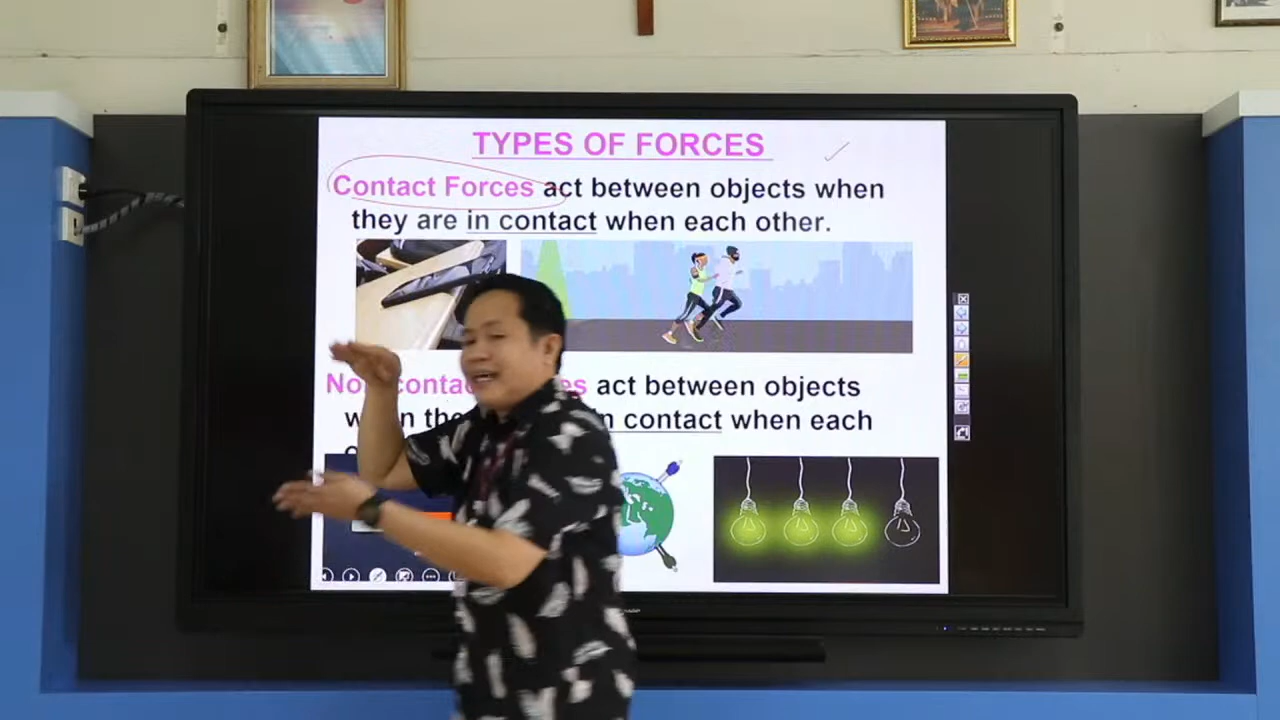 TYPES OF FORCES
Contact Forces act between objects when
they are in contact when each other.
act between objects
contact when each